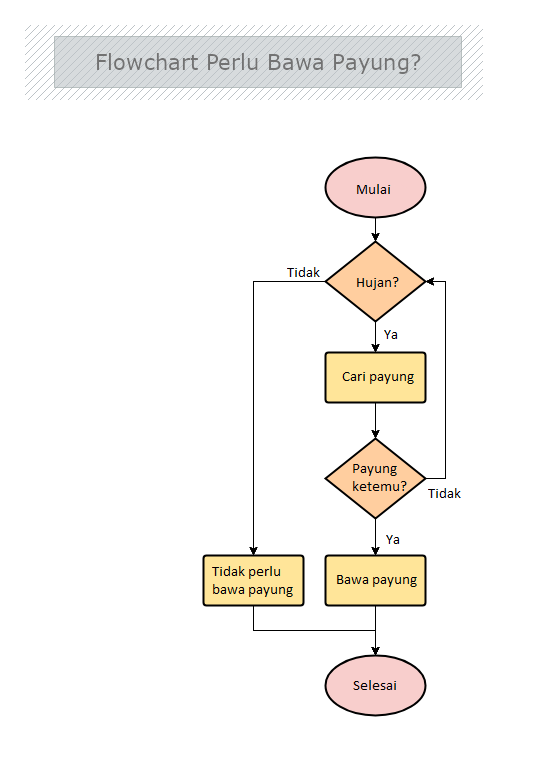 Flowchart Perlu Bawa Payung?
Mulai
Tidak
Hujan?
Ya
Cari payung
Payung
ketemu?
Tidak
Ya
Tidak perlu
bawa payung
Bawa payung
Selesai